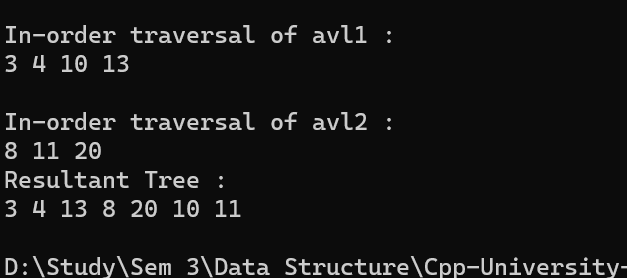 In-order traversal of avl1 :
3 4 10 13
In-order traversal of avl2 :
8 11 20
Resultant Tree :
3 4 13 8 20 10 11
D:\Study\Sem 3\Data Structure\Cpp-University-